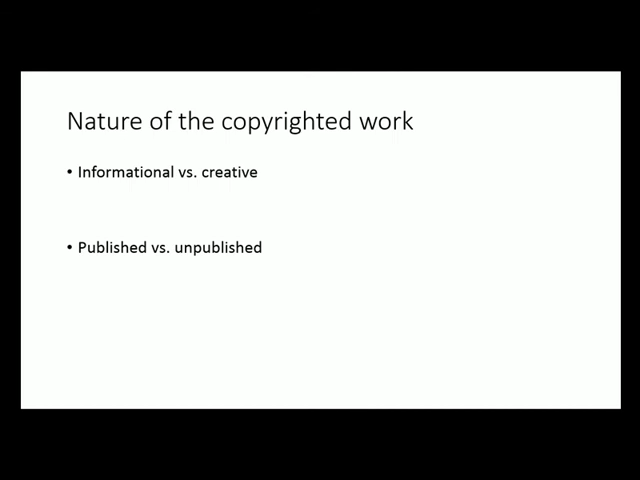 Nature of the copyrighted work
• Informational vs. creative
• Published vs. unpublished